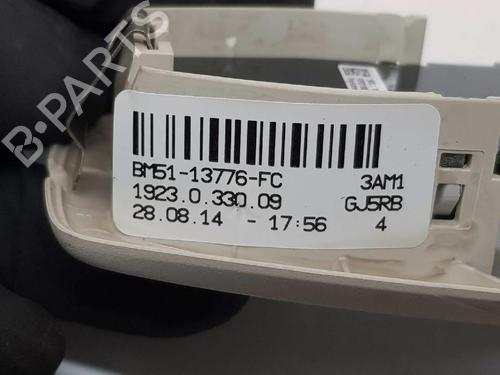 BM51-13776-FC 3AM1
1923.0.330.09 GJ5RB
28.08.14 - 17:56 4
B-PARTS